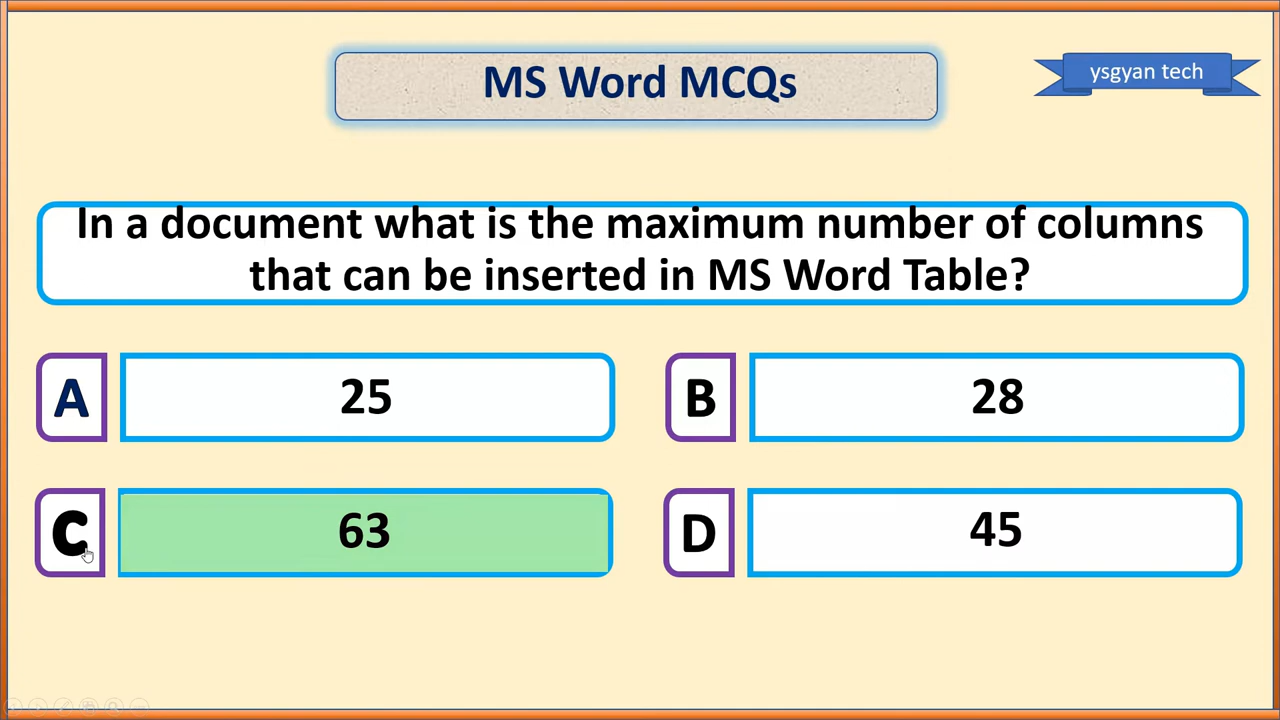 MS Word MCQs
ysgyan tech
In a document what is the maximum number of columns
that can be inserted in MS Word Table?
A
25
B
28
C
63
D
45